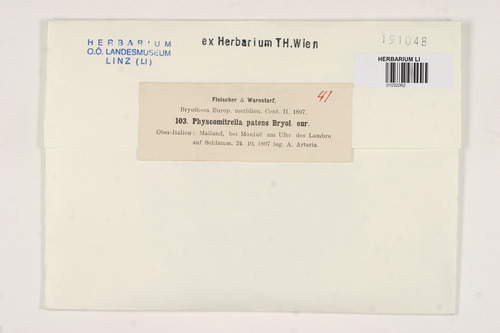 HERBARIUM
O.Ö. LANDESMUSEUM
LINZ (LI)
ex Herbarium TH.Wien
191048
HERBARIUM LI
01032062
41
Fleischer & Warnstorf.
Bryotheca Europ. meridion. Cent. II. 1897.
103. Physcomitrella patens Bryol. eur.
Ober-Italien: Mailand, bei Monluè am Ufer des Lambro
auf Schlamm. 24. 10. 1897 leg. A. Artaria.